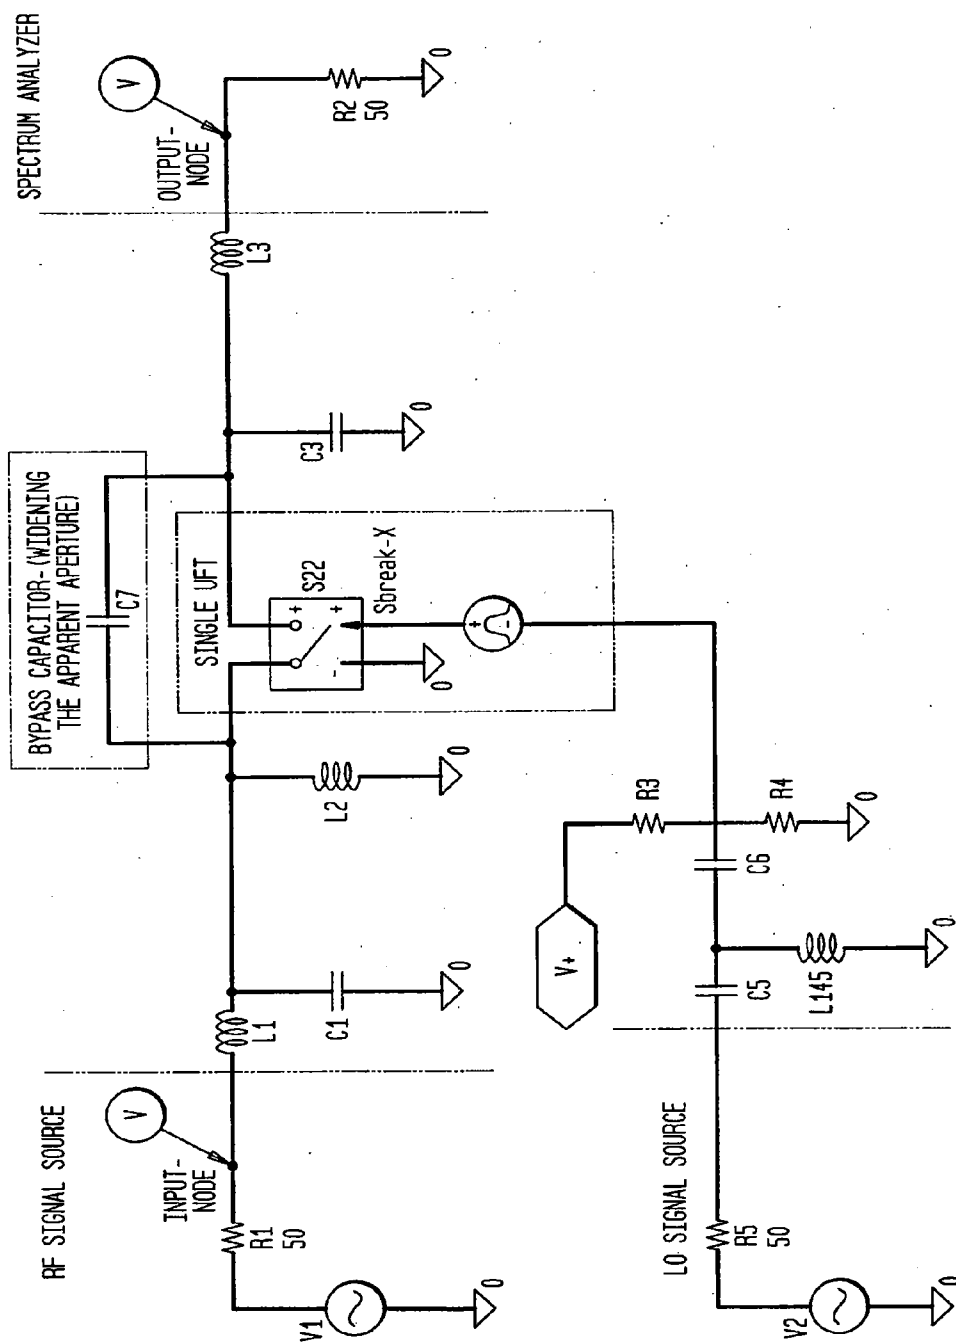 RF SIGNAL SOURCE
SPECTRUM ANALYZER
BYPASS CAPACITOR-(WIDENING
THE APPARENT APERTURE)
C7
V
INPUT-
NODE
V
OUTPUT-
NODE
SINGLE UFT
S22
Sbreak-X
+
+
-
0
+
-
V1
0
R1
50
L1
C1
0
L2
0
C3
0
L3
R2
50
0
LO SIGNAL SOURCE
V2
0
R5
50
C5
L145
0
C6
V+
R3
R4
0